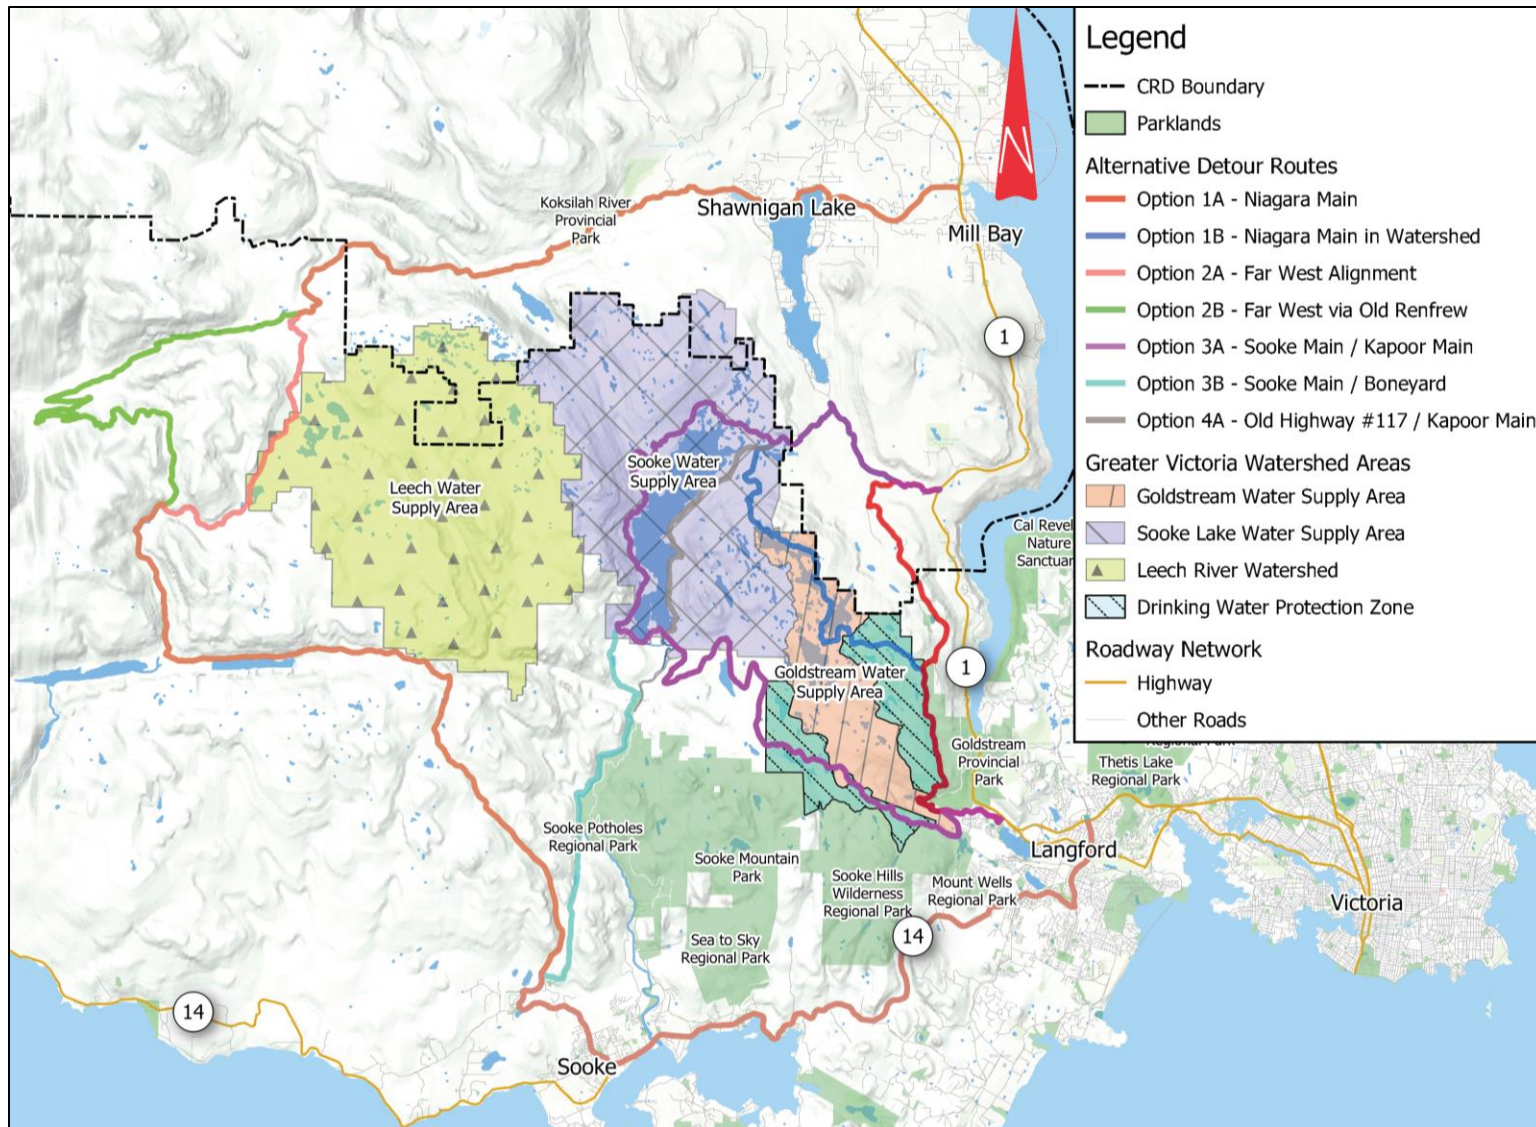 Legend
CRD Boundary
Parklands
Alternative Detour Routes
Option 1A - Niagara Main
Option 1B - Niagara Main in Watershed
Option 2A - Far West Alignment
Option 2B - Far West via Old Renfrew
Option 3A - Sooke Main / Kapoor Main
Option 3B - Sooke Main / Boneyard
Option 4A - Old Highway #117 / Kapoor Main
Greater Victoria Watershed Areas
Goldstream Water Supply Area
Sooke Lake Water Supply Area
Leech River Watershed
Drinking Water Protection Zone
Roadway Network
Highway
Other Roads
N
Koksilah River
Provincial
Park
Shawnigan Lake
Mill Bay
1
Sooke Water
Supply Area
Leech Water
Supply Area
Cal Revel
Nature
Sanctuar
Goldstream Water
Supply Area
1
Goldstream
Provincial
Park
Regional Park
Thetis Lake
Regional Park
Sooke Potholes
Regional Park
Sooke Mountain
Park
Sooke Hills
Wilderness
Regional Park
Mount Wells
Regional Park
Langford
Victoria
Sea to Sky
Regional Park
14
14
Sooke